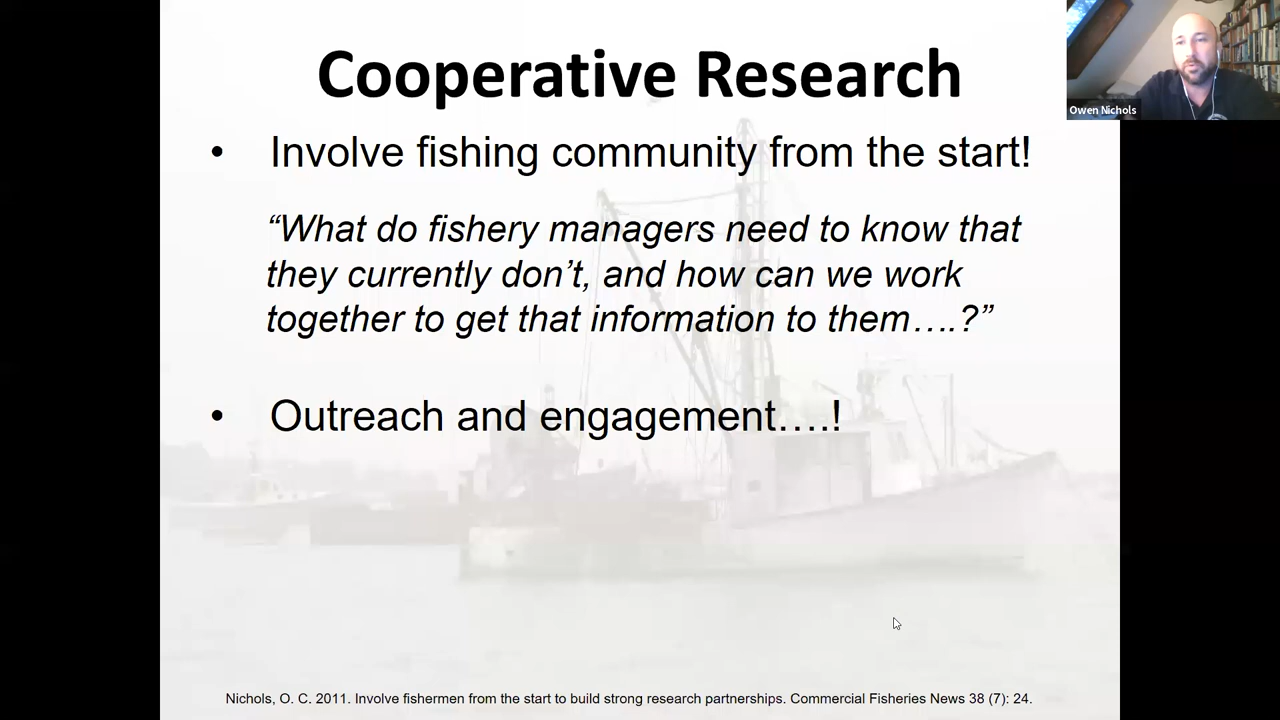 Cooperative Research
Owen Nichols
• Involve fishing community from the start!
“What do fishery managers need to know that
they currently don’t, and how can we work
together to get that information to them….?”
• Outreach and engagement….!
Nichols, O. C. 2011. Involve fishermen from the start to build strong research partnerships. Commercial Fisheries News 38 (7): 24.